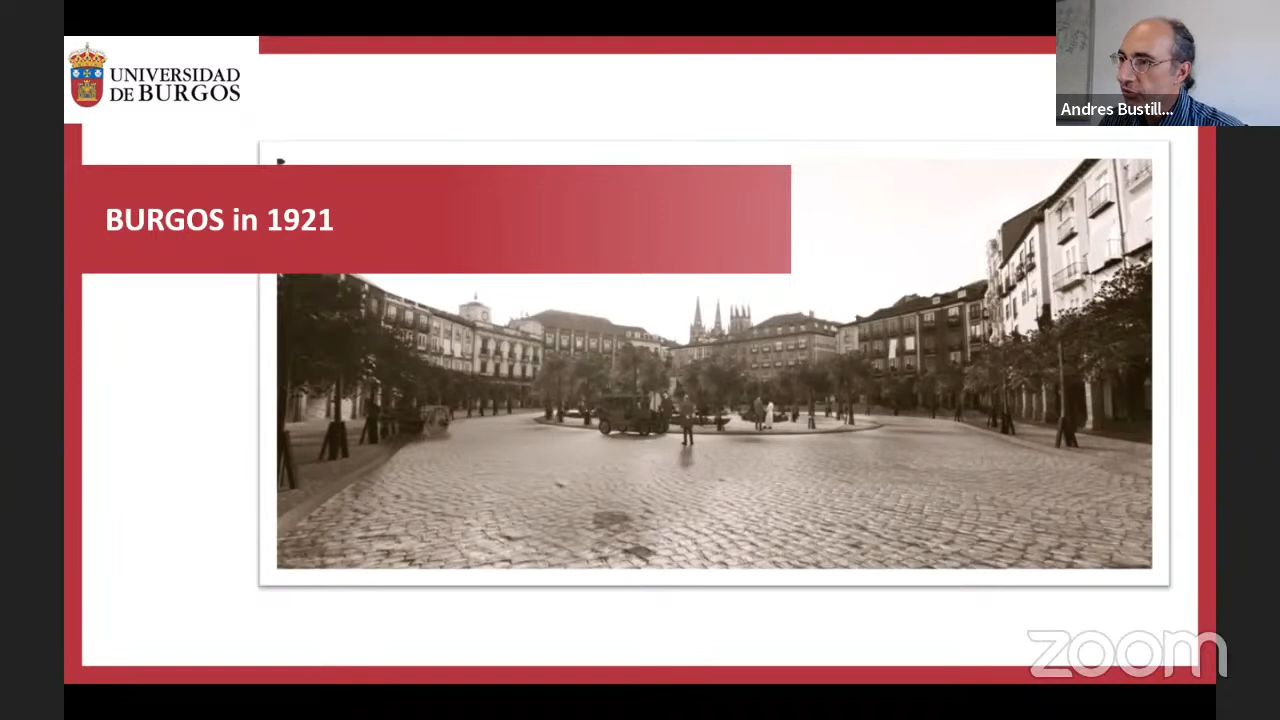 UNIVERSIDAD
DE BURGOS
Andres Bustill...
BURGOS in 1921
zoom